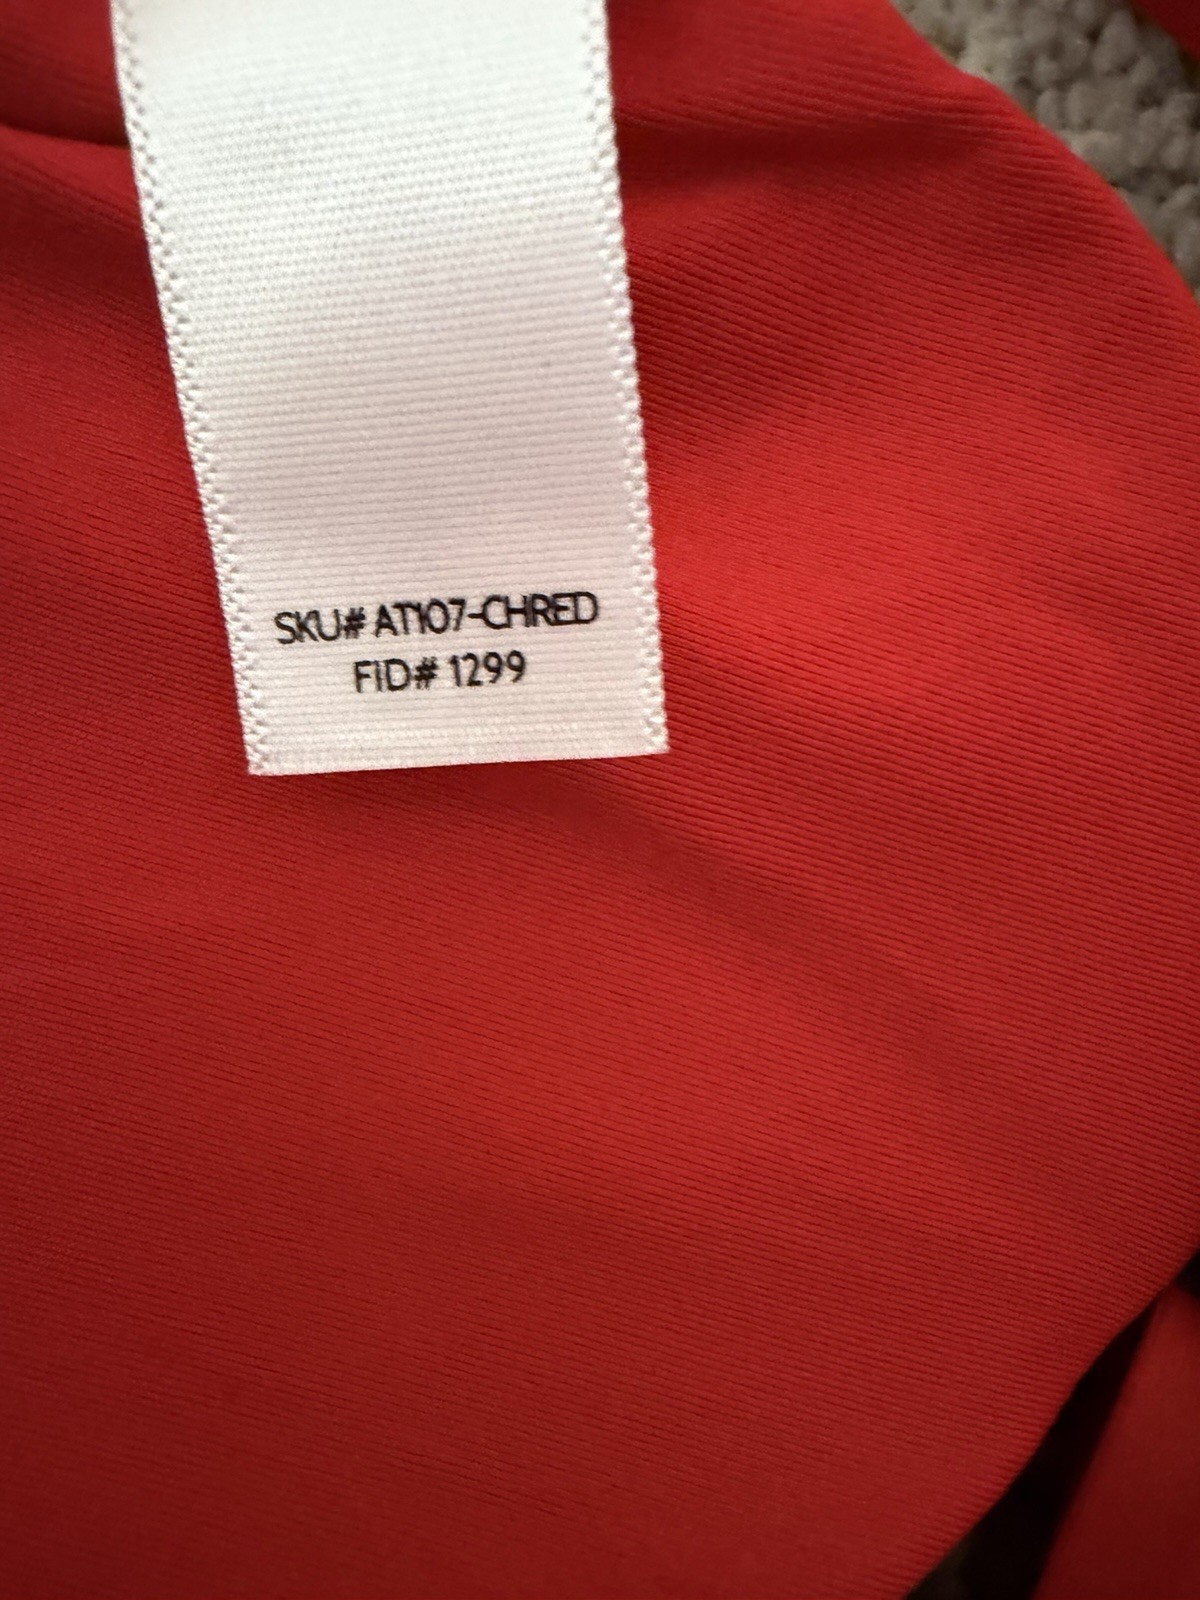 SKU# AT107-CHRED
FID# 1299